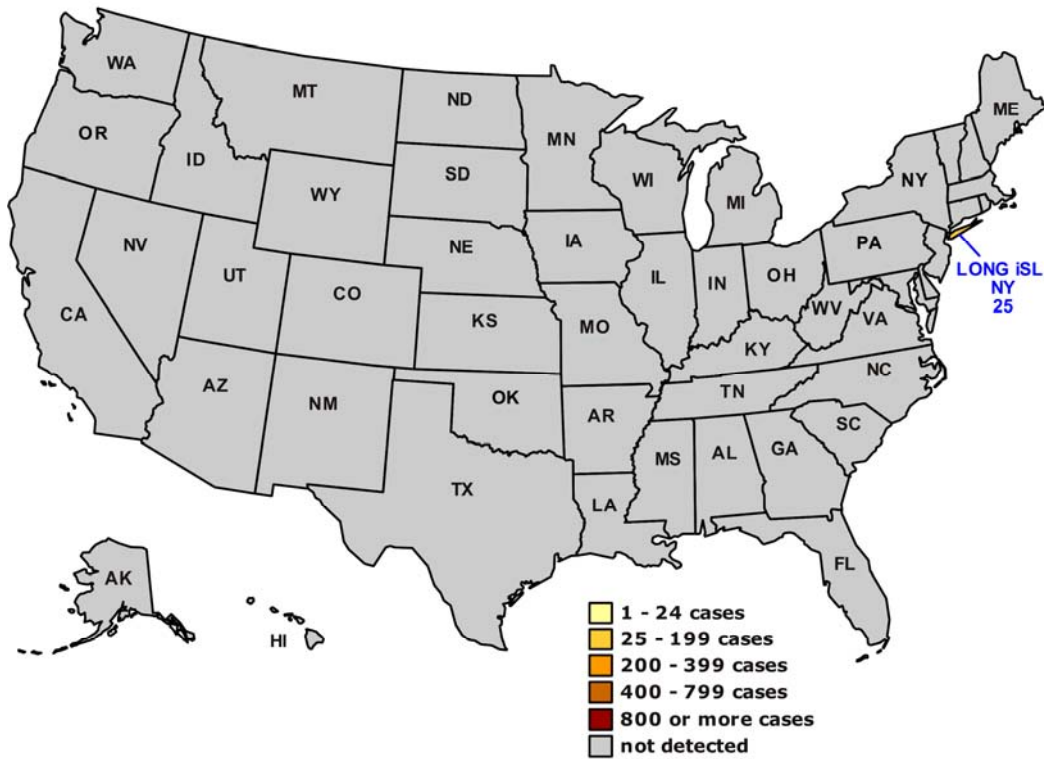 WA
MT
ND
MN
ME
OR
ID
SD
WI
NY
WY
MI
NV
NE
IA
PA
LONG iSL
NY
25
UT
CO
IL
IN
OH
CA
KS
MO
WV
VA
KY
AZ
NM
OK
AR
TN
NC
SC
MS
AL
GA
TX
LA
AK
FL
HI
1 - 24 cases
25 - 199 cases
200 - 399 cases
400 - 799 cases
800 or more cases
not detected